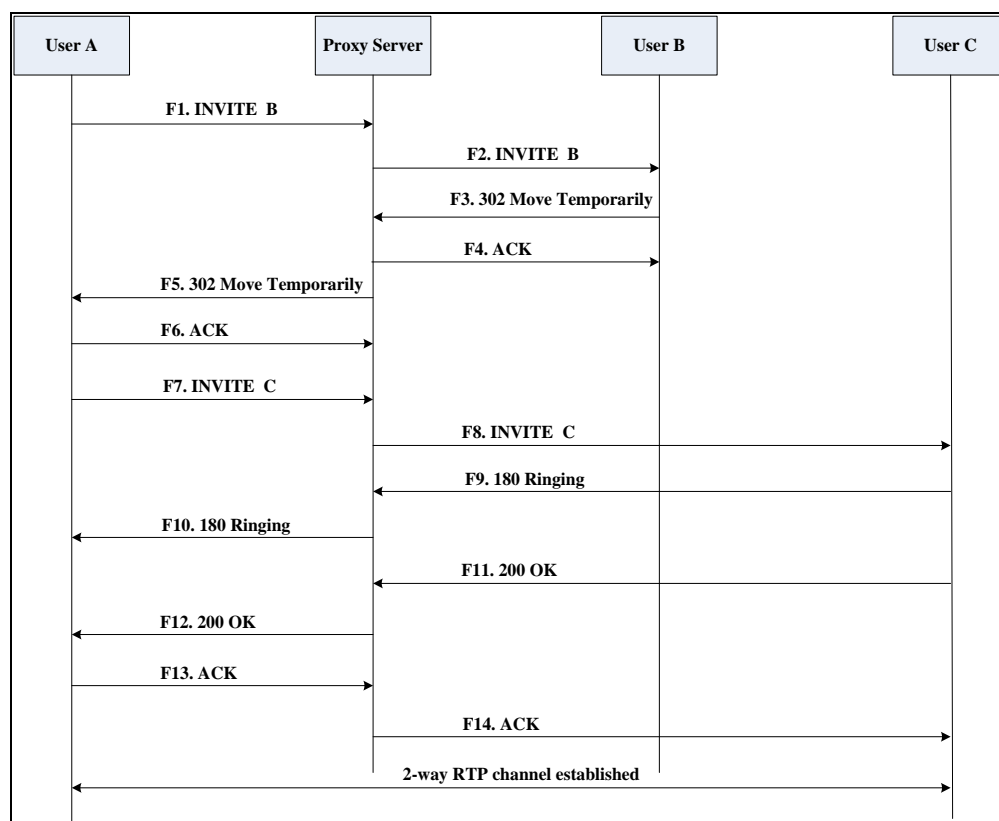 User A
Proxy Server
User B
User C
F1. INVITE B
F2. INVITE B
F3. 302 Move Temporarily
F4. ACK
F5. 302 Move Temporarily
F6. ACK
F7. INVITE C
F8. INVITE C
F9. 180 Ringing
F10. 180 Ringing
F11. 200 OK
F12. 200 OK
F13. ACK
F14. ACK
2-way RTP channel established